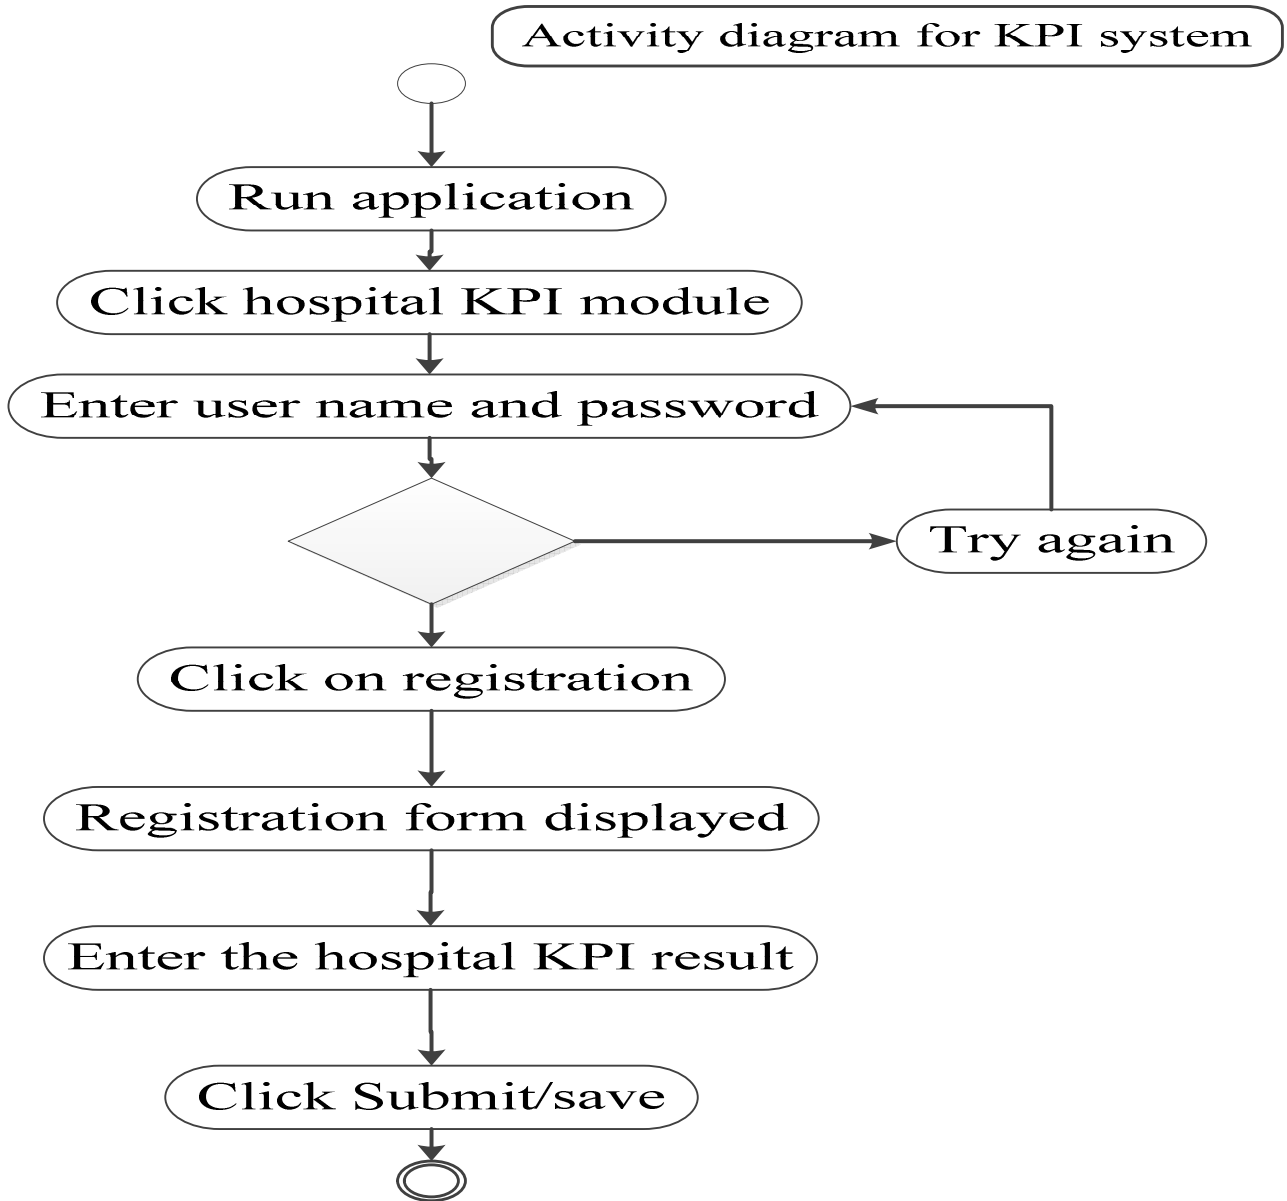 Activity diagram for KPI system
Run application
Click hospital KPI module
Enter user name and password
Try again
Click on registration
Registration form displayed
Enter the hospital KPI result
Click Submit/save